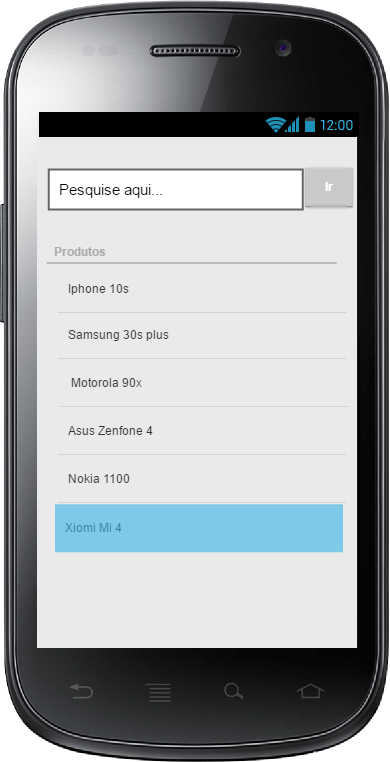 12:00
Pesquise aqui...
Ir
Produtos
Iphone 10s
Samsung 30s plus
Motorola 90x
Asus Zenfone 4
Nokia 1100
Xiomi Mi 4